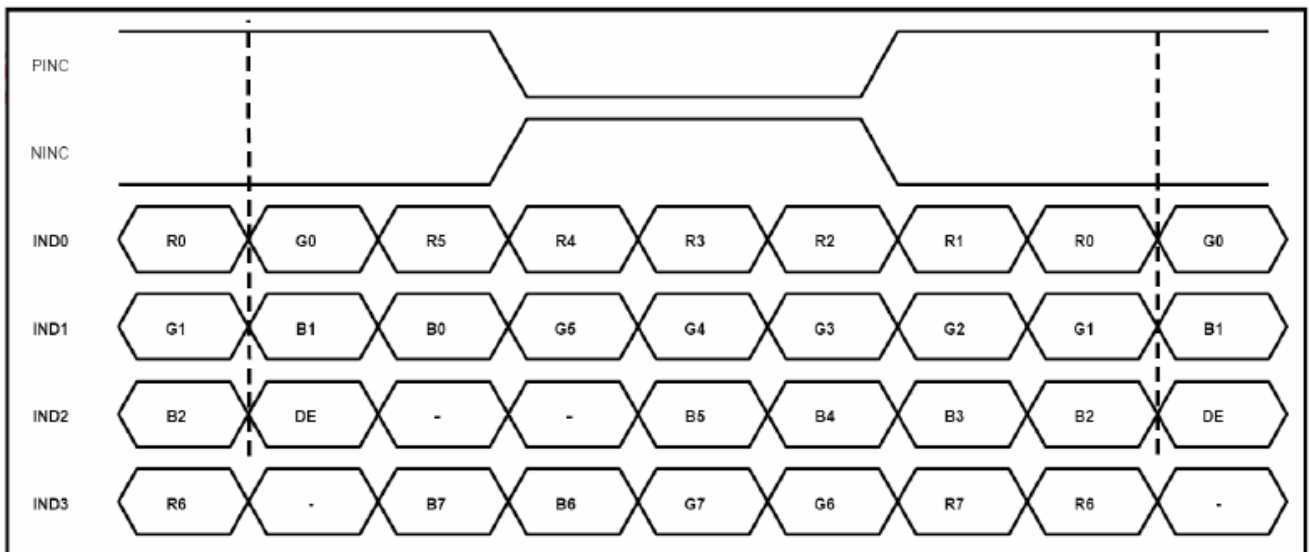 PINC
NINC
IND0 R0 G0 R5 R4 R3 R2 R1 R0 G0
IND1 G1 B1 B0 G5 G4 G3 G2 G1 B1
IND2 B2 DE - - B5 B4 B3 B2 DE
IND3 R6 - B7 B6 G7 G6 R7 R6 -